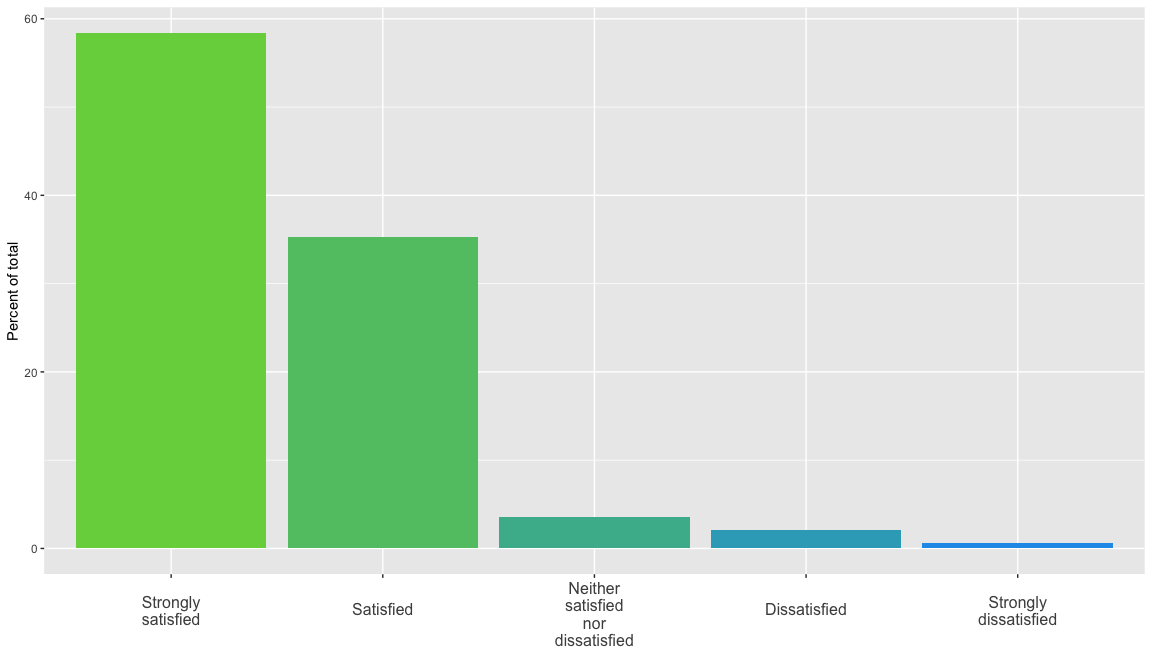 60
40
20
0
Percent of total
Strongly
satisfied
Satisfied
Neither
satisfied
nor
dissatisfied
Dissatisfied
Strongly
dissatisfied